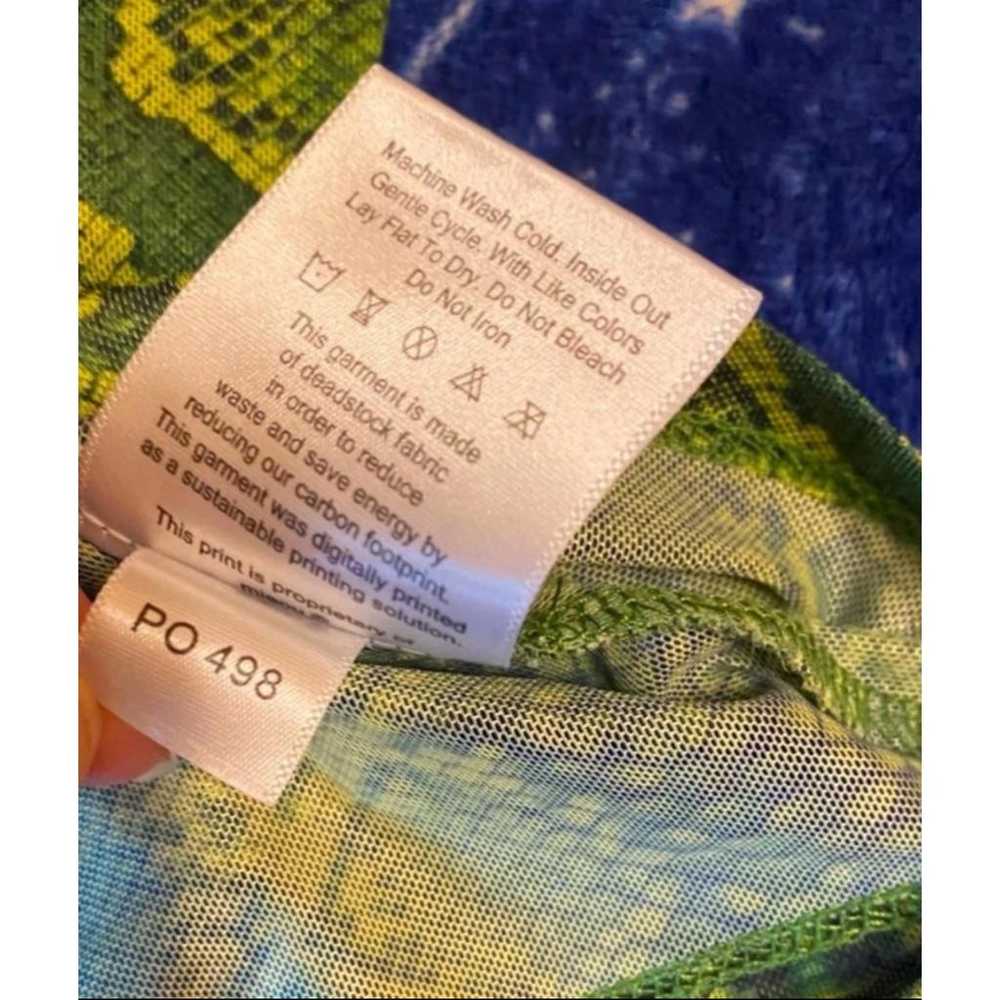 Machine Wash Cold. Inside Out
Gentle Cycle. With Like Colors
Lay Flat To Dry. Do Not Bleach
Do Not Iron
This garment is made
of deadstock fabric
in order to reduce
waste and save energy by
reducing our carbon footprint.
This garment was digitally printed
as a sustainable printing solution.
This print is proprietary of
PO 498